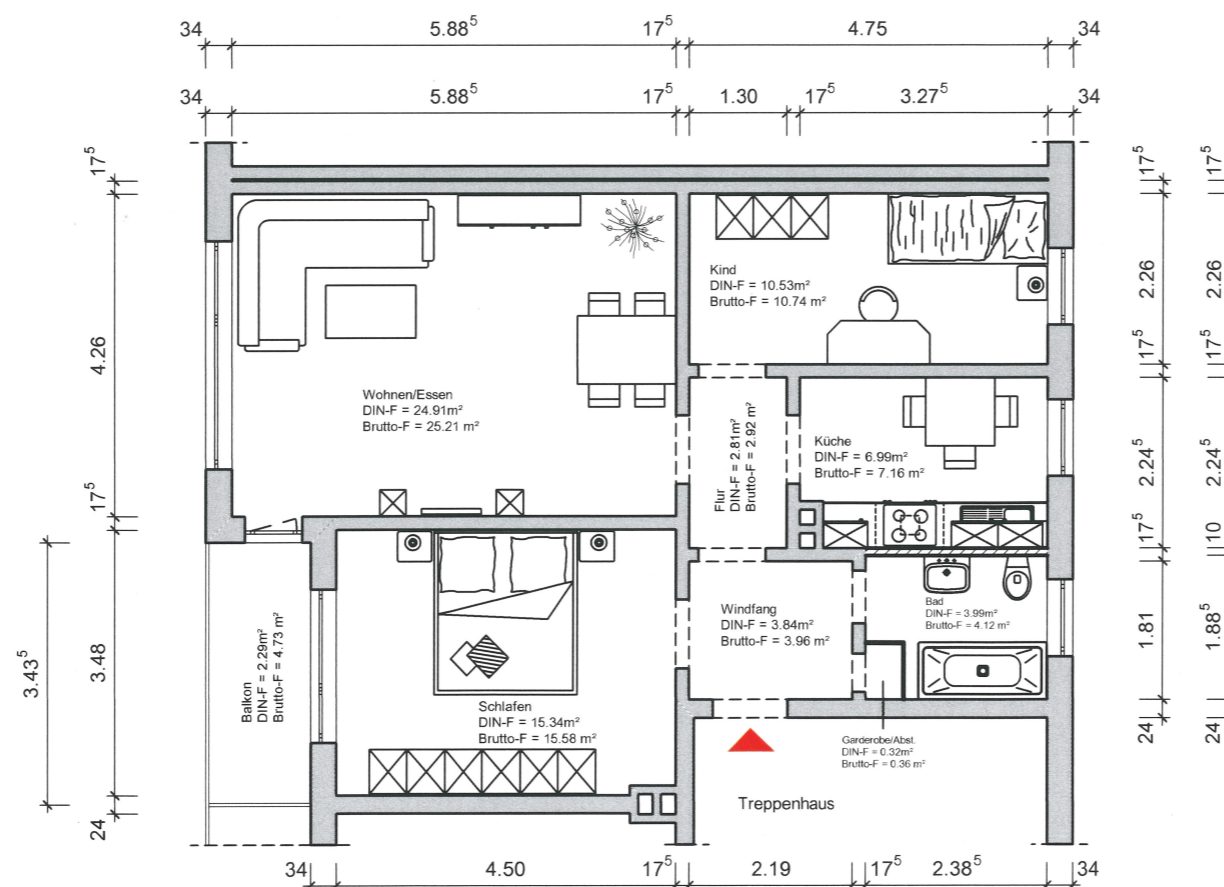 34 5.88⁵ 17⁵ 4.75 34
34 5.88⁵ 17⁵ 1.30 17⁵ 3.27⁵ 34
17⁵
4.26
17⁵
3.48
24
3.43⁵
Wohnen/Essen
DIN-F = 24.91m²
Brutto-F = 25.21 m²
Kind
DIN-F = 10.53m²
Brutto-F = 10.74 m²
Flur
DIN-F = 2.81m²
Brutto-F = 2.92 m²
Küche
DIN-F = 6.99m²
Brutto-F = 7.16 m²
Windfang
DIN-F = 3.84m²
Brutto-F = 3.96 m²
Bad
DIN-F = 3.99m²
Brutto-F = 4.12 m²
Balkon
DIN-F = 2.29m²
Brutto-F = 4.73 m²
Schlafen
DIN-F = 15.34m²
Brutto-F = 15.58 m²
Garderobe/Abst.
DIN-F = 0.32m²
Brutto-F = 0.36 m²
Treppenhaus
17⁵
2.26
17⁵
2.24⁵
17⁵
1.81
24
17⁵
2.26
17⁵
2.24⁵
10
1.88⁵
24
34 4.50 17⁵ 2.19 17⁵ 2.38⁵ 34